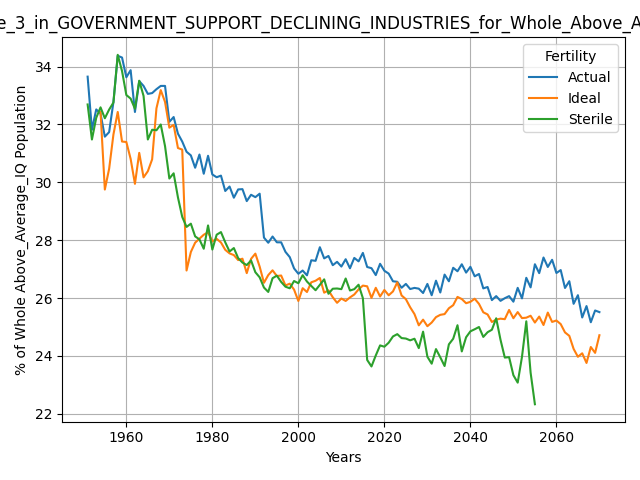 e_3_in_GOVERNMENT_SUPPORT_DECLINING_INDUSTRIES_for_Whole_Above_A
% of Whole Above_Average_IQ Population
34
32
30
28
26
24
22
Fertility
Actual
Ideal
Sterile
1960 1980 2000 2020 2040 2060
Years